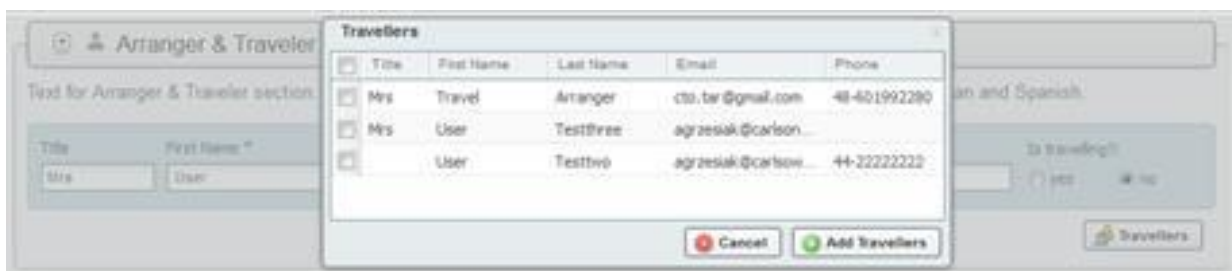 Arranger & Traveler
Text for Arranger & Traveler section.
and Spanish.
Title First Name *
Mrs User
Is traveling?
yes no
Travellers
Travellers
Title First Name Last Name Email Phone
Mrs Travel Arranger cto.tar@gmail.com 48-601992280
Mrs User Testthree agrzesiak@carlson...
User Testtwo agrzesiak@carlsow... 44-22222222
Cancel Add Travellers